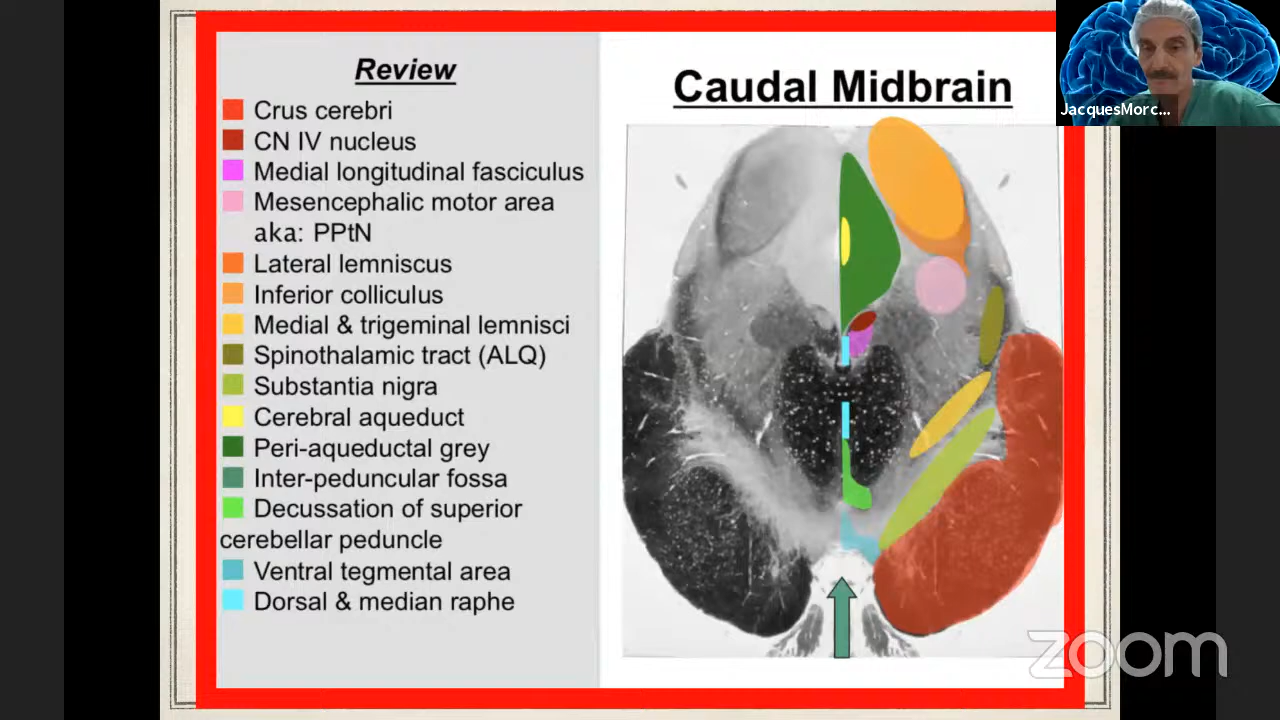 Review
Crus cerebri
CN IV nucleus
Medial longitudinal fasciculus
Mesencephalic motor area
aka: PPtN
Lateral lemniscus
Inferior colliculus
Medial & trigeminal lemnisci
Spinothalamic tract (ALQ)
Substantia nigra
Cerebral aqueduct
Peri-aqueductal grey
Inter-peduncular fossa
Decussation of superior
cerebellar peduncle
Ventral tegmental area
Dorsal & median raphe
Caudal Midbrain
JacquesMorc...
zoom